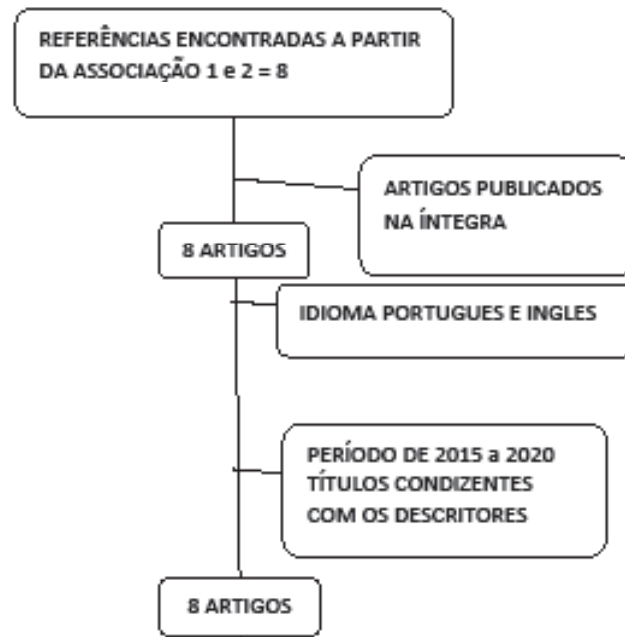 REFERÊNCIAS ENCONTRADAS A PARTIR
DA ASSOCIAÇÃO 1 e 2 = 8
ARTIGOS PUBLICADOS
NA ÍNTEGRA
8 ARTIGOS
IDIOMA PORTUGUES E INGLES
PERÍODO DE 2015 a 2020
TÍTULOS CONDIZENTES
COM OS DESCRITORES
8 ARTIGOS